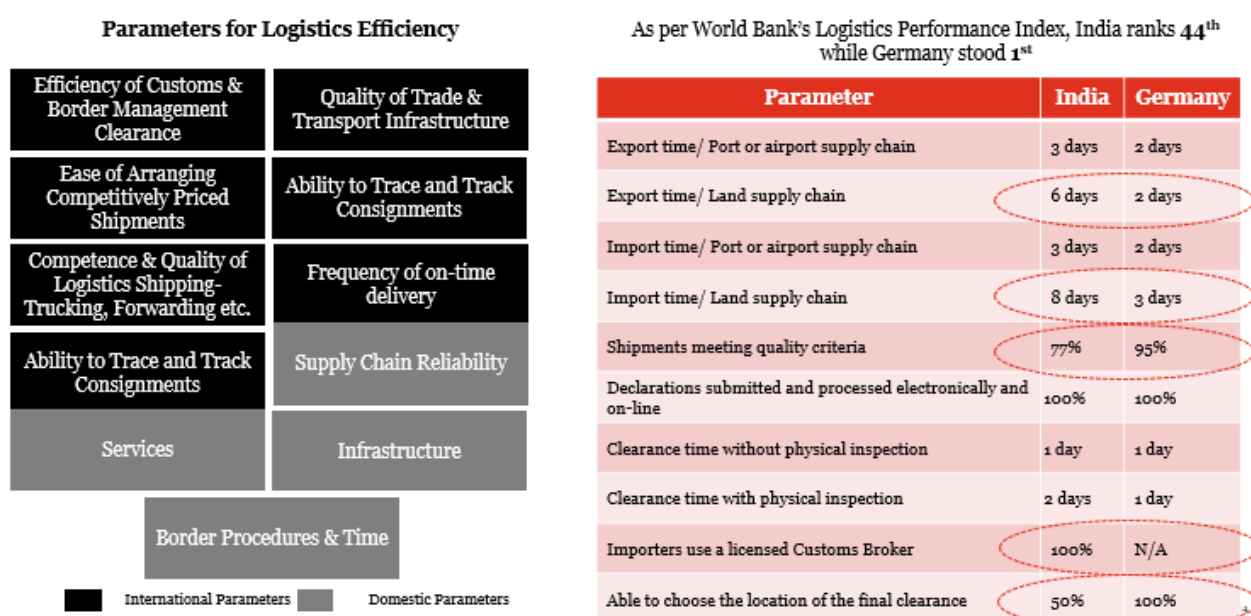 Parameters for Logistics Efficiency
Efficiency of Customs &
Border Management
Clearance
Quality of Trade &
Transport Infrastructure
Ease of Arranging
Competitively Priced
Shipments
Ability to Trace and Track
Consignments
Competence & Quality of
Logistics Shipping-
Trucking, Forwarding etc.
Frequency of on-time
delivery
Ability to Trace and Track
Consignments
Supply Chain Reliability
Services
Infrastructure
Border Procedures & Time
International Parameters
Domestic Parameters
As per World Bank's Logistics Performance Index, India ranks 44th
while Germany stood 1st
Parameter India Germany
Export time/ Port or airport supply chain 3 days 2 days
Export time/ Land supply chain 6 days 2 days
Import time/ Port or airport supply chain 3 days 2 days
Import time/ Land supply chain 8 days 3 days
Shipments meeting quality criteria 77% 95%
Declarations submitted and processed electronically and
on-line 100% 100%
Clearance time without physical inspection 1 day 1 day
Clearance time with physical inspection 2 days 1 day
Importers use a licensed Customs Broker 100% N/A
Able to choose the location of the final clearance 50% 100%